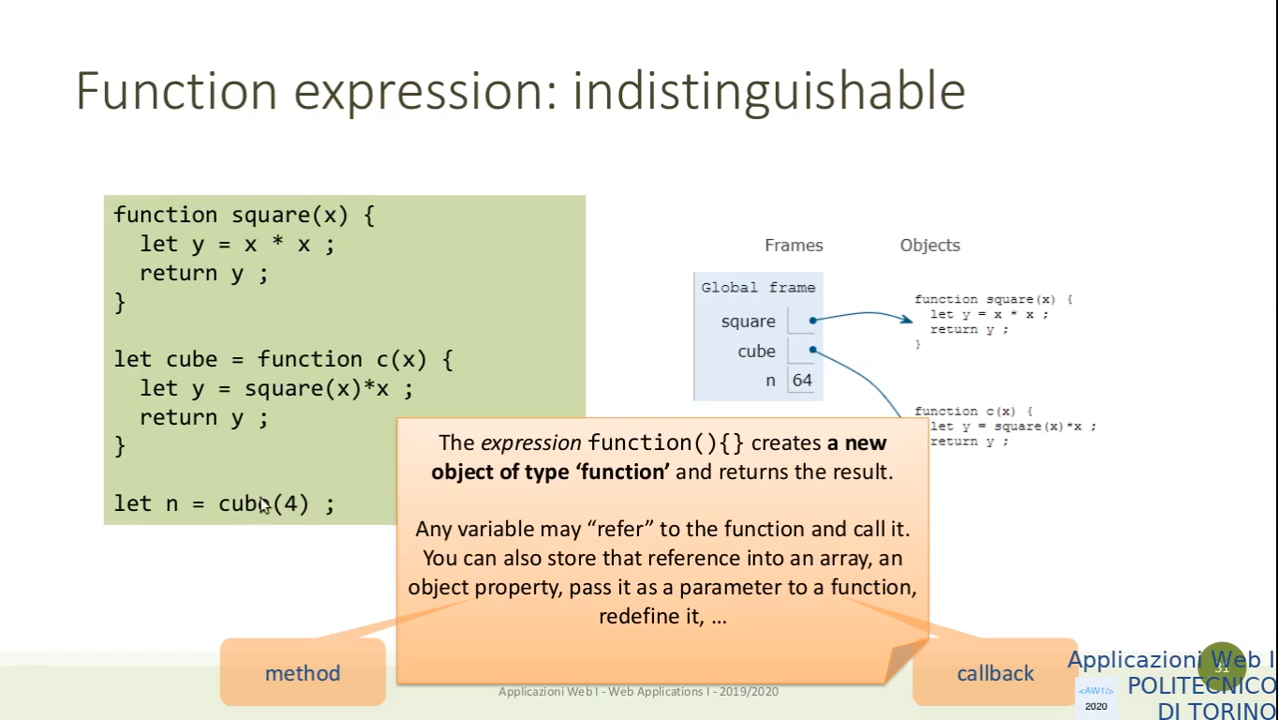 Function expression: indistinguishable
function square(x) {
let y = x * x ;
return y ;
}
let cube = function c(x) {
let y = square(x)*x ;
return y ;
}
let n = cube(4) ;
Frames
Objects
Global frame
square
cube
n 64
function square(x) {
let y = x * x ;
return y ;
}
function c(x) {
let y = square(x)*x ;
return y ;
The expression function(){} creates a new
object of type ‘function’ and returns the result.
Any variable may “refer” to the function and call it.
You can also store that reference into an array, an
object property, pass it as a parameter to a function,
redefine it, …
method
callback
Applicazioni Web I - Web Applications I - 2019/2020
31
Applicazioni Web I
POLITECNICO
DI TORINO
<AW1/>
2020